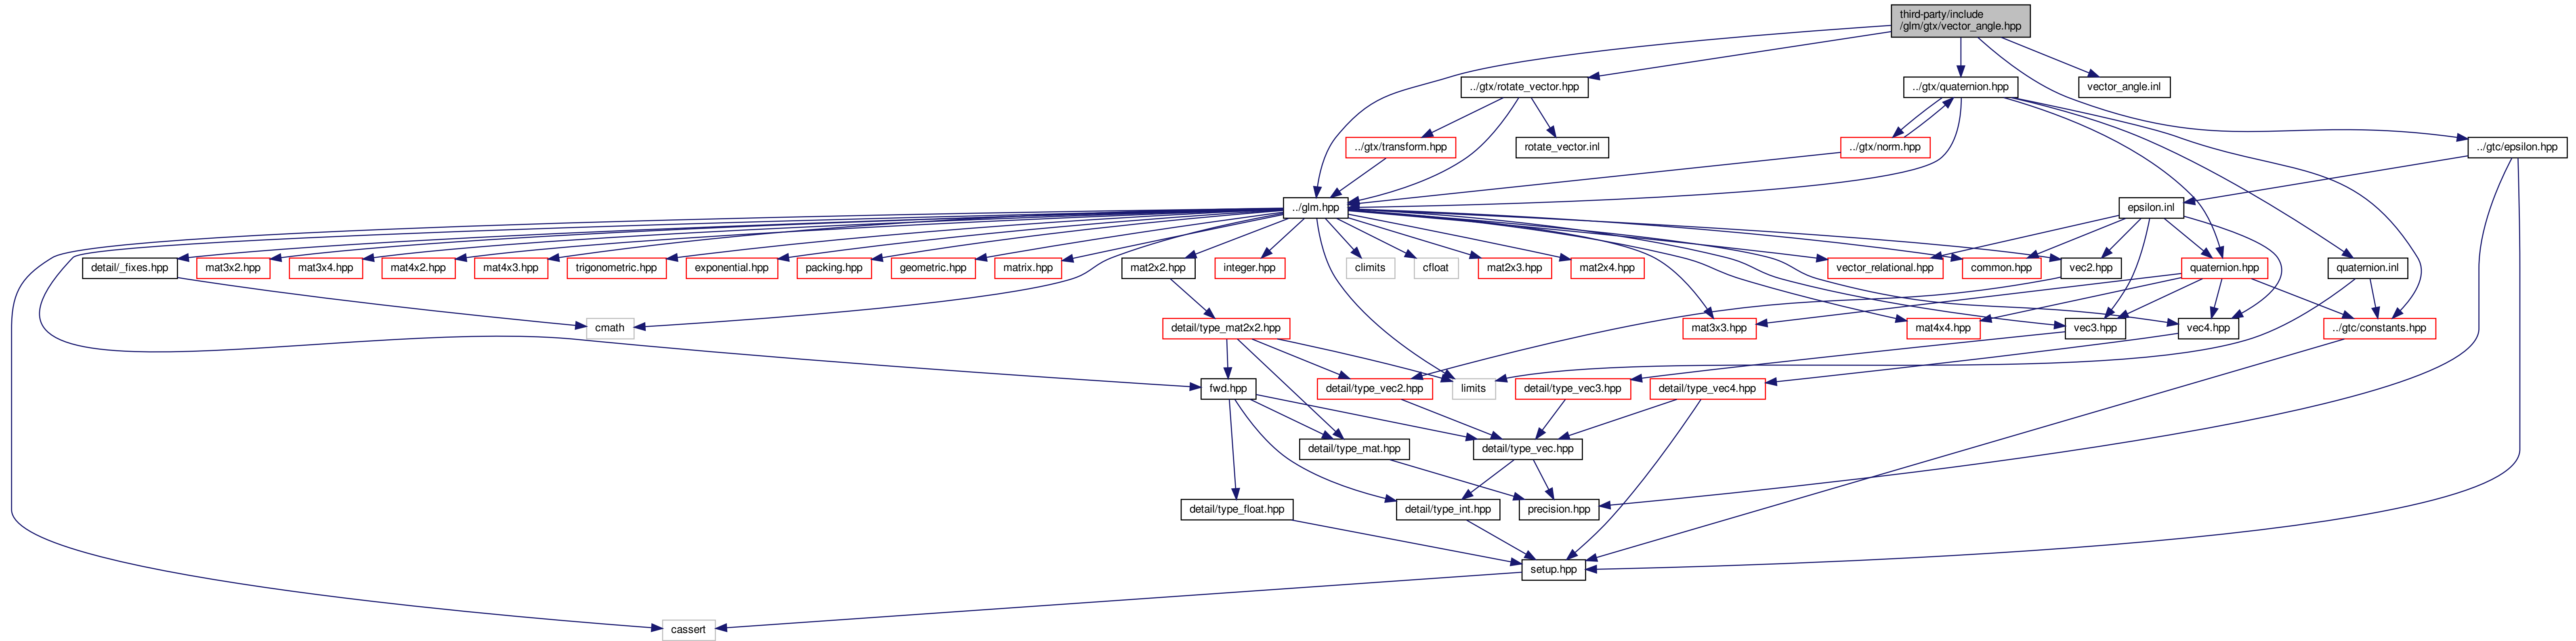 third-party/include
/glm/gtx/vector_angle.hpp
../gtx/rotate_vector.hpp
../gtx/quaternion.hpp
vector_angle.inl
../gtx/transform.hpp
rotate_vector.inl
../gtx/norm.hpp
../gtc/epsilon.hpp
../glm.hpp
epsilon.inl
detail/_fixes.hpp
mat3x2.hpp
mat3x4.hpp
mat4x2.hpp
mat4x3.hpp
trigonometric.hpp
exponential.hpp
packing.hpp
geometric.hpp
matrix.hpp
mat2x2.hpp
integer.hpp
climits
cfloat
mat2x3.hpp
mat2x4.hpp
vector_relational.hpp
common.hpp
vec2.hpp
quaternion.hpp
quaternion.inl
cmath
detail/type_mat2x2.hpp
mat3x3.hpp
mat4x4.hpp
vec3.hpp
vec4.hpp
../gtc/constants.hpp
fwd.hpp
detail/type_vec2.hpp
limits
detail/type_vec3.hpp
detail/type_vec4.hpp
detail/type_mat.hpp
detail/type_vec.hpp
detail/type_float.hpp
detail/type_int.hpp
precision.hpp
setup.hpp
cassert